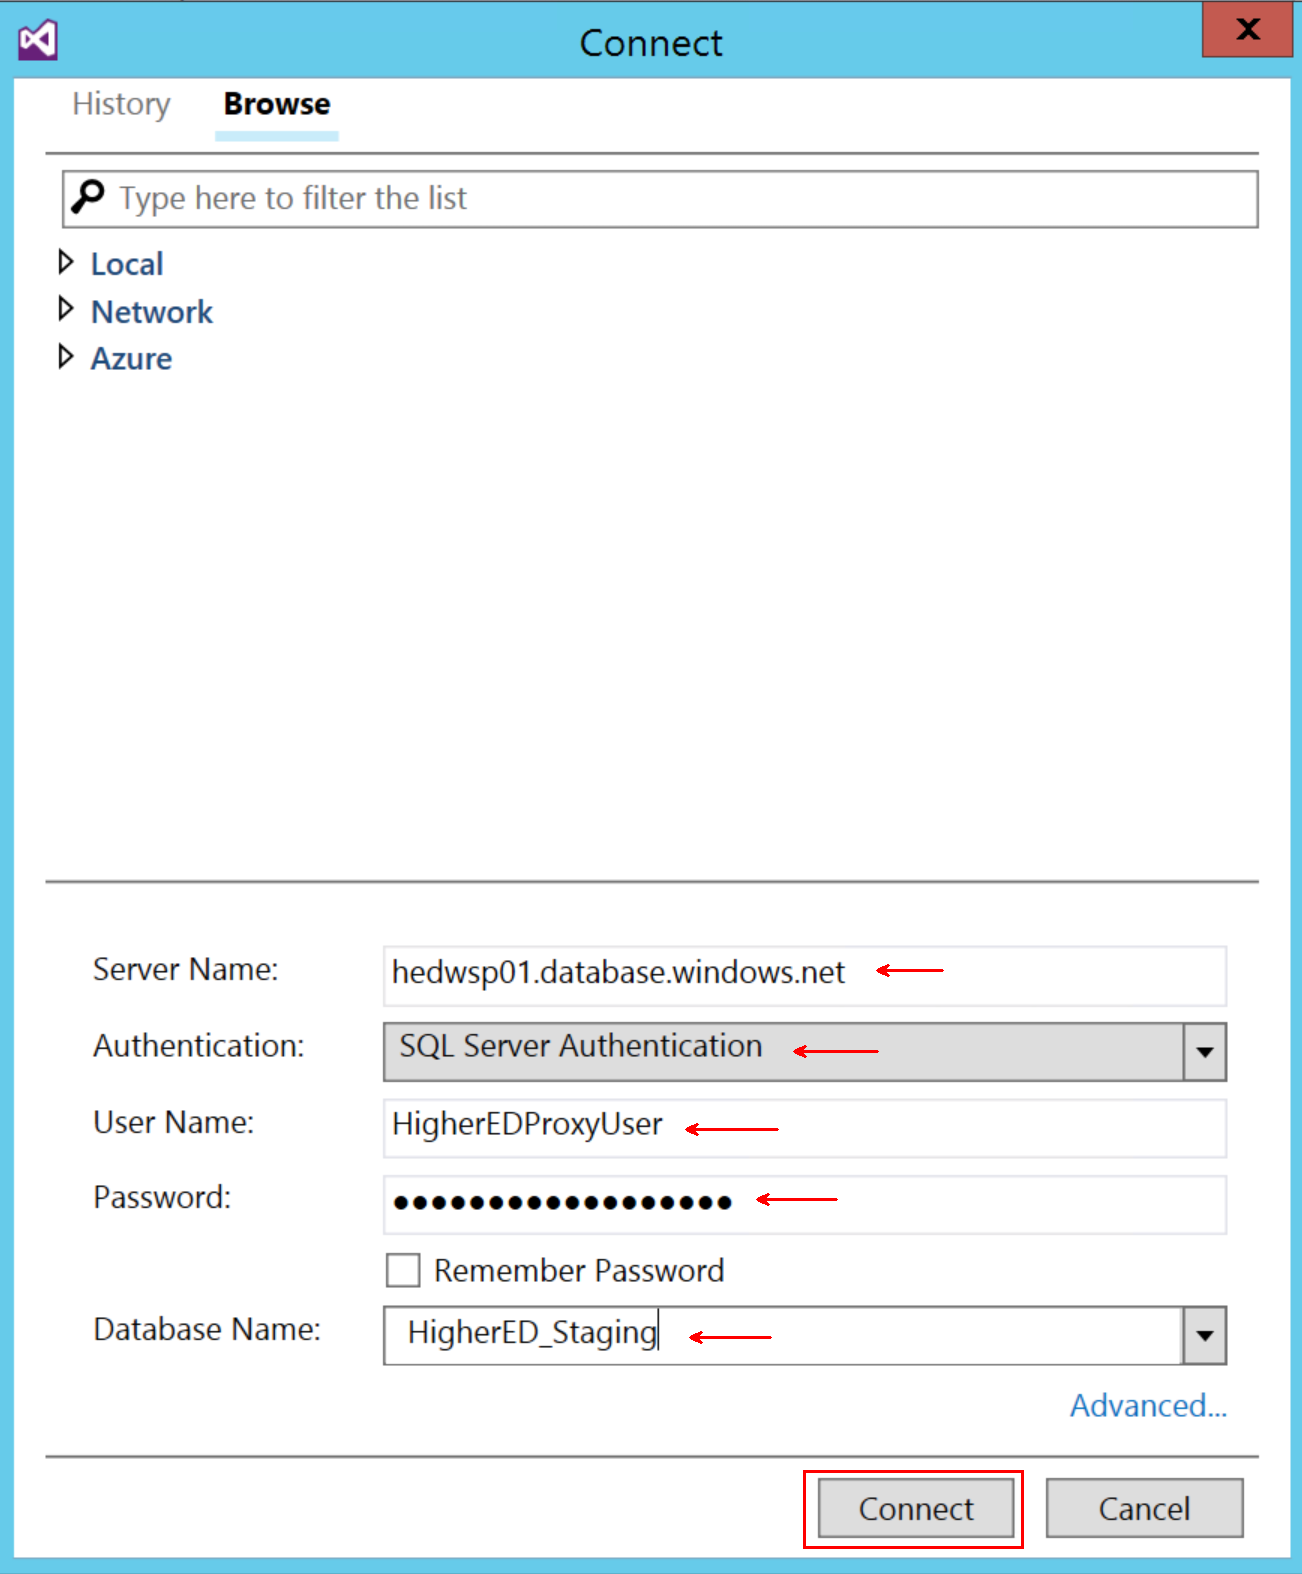 Connect
X
History Browse
Type here to filter the list
Local
Network
Azure
Server Name: hedwsp01.database.windows.net
Authentication: SQL Server Authentication
User Name: HigherEDProxyUser
Password: ●●●●●●●●●●●●●●●●●●
Remember Password
Database Name: HigherED_Staging
Advanced...
Connect Cancel